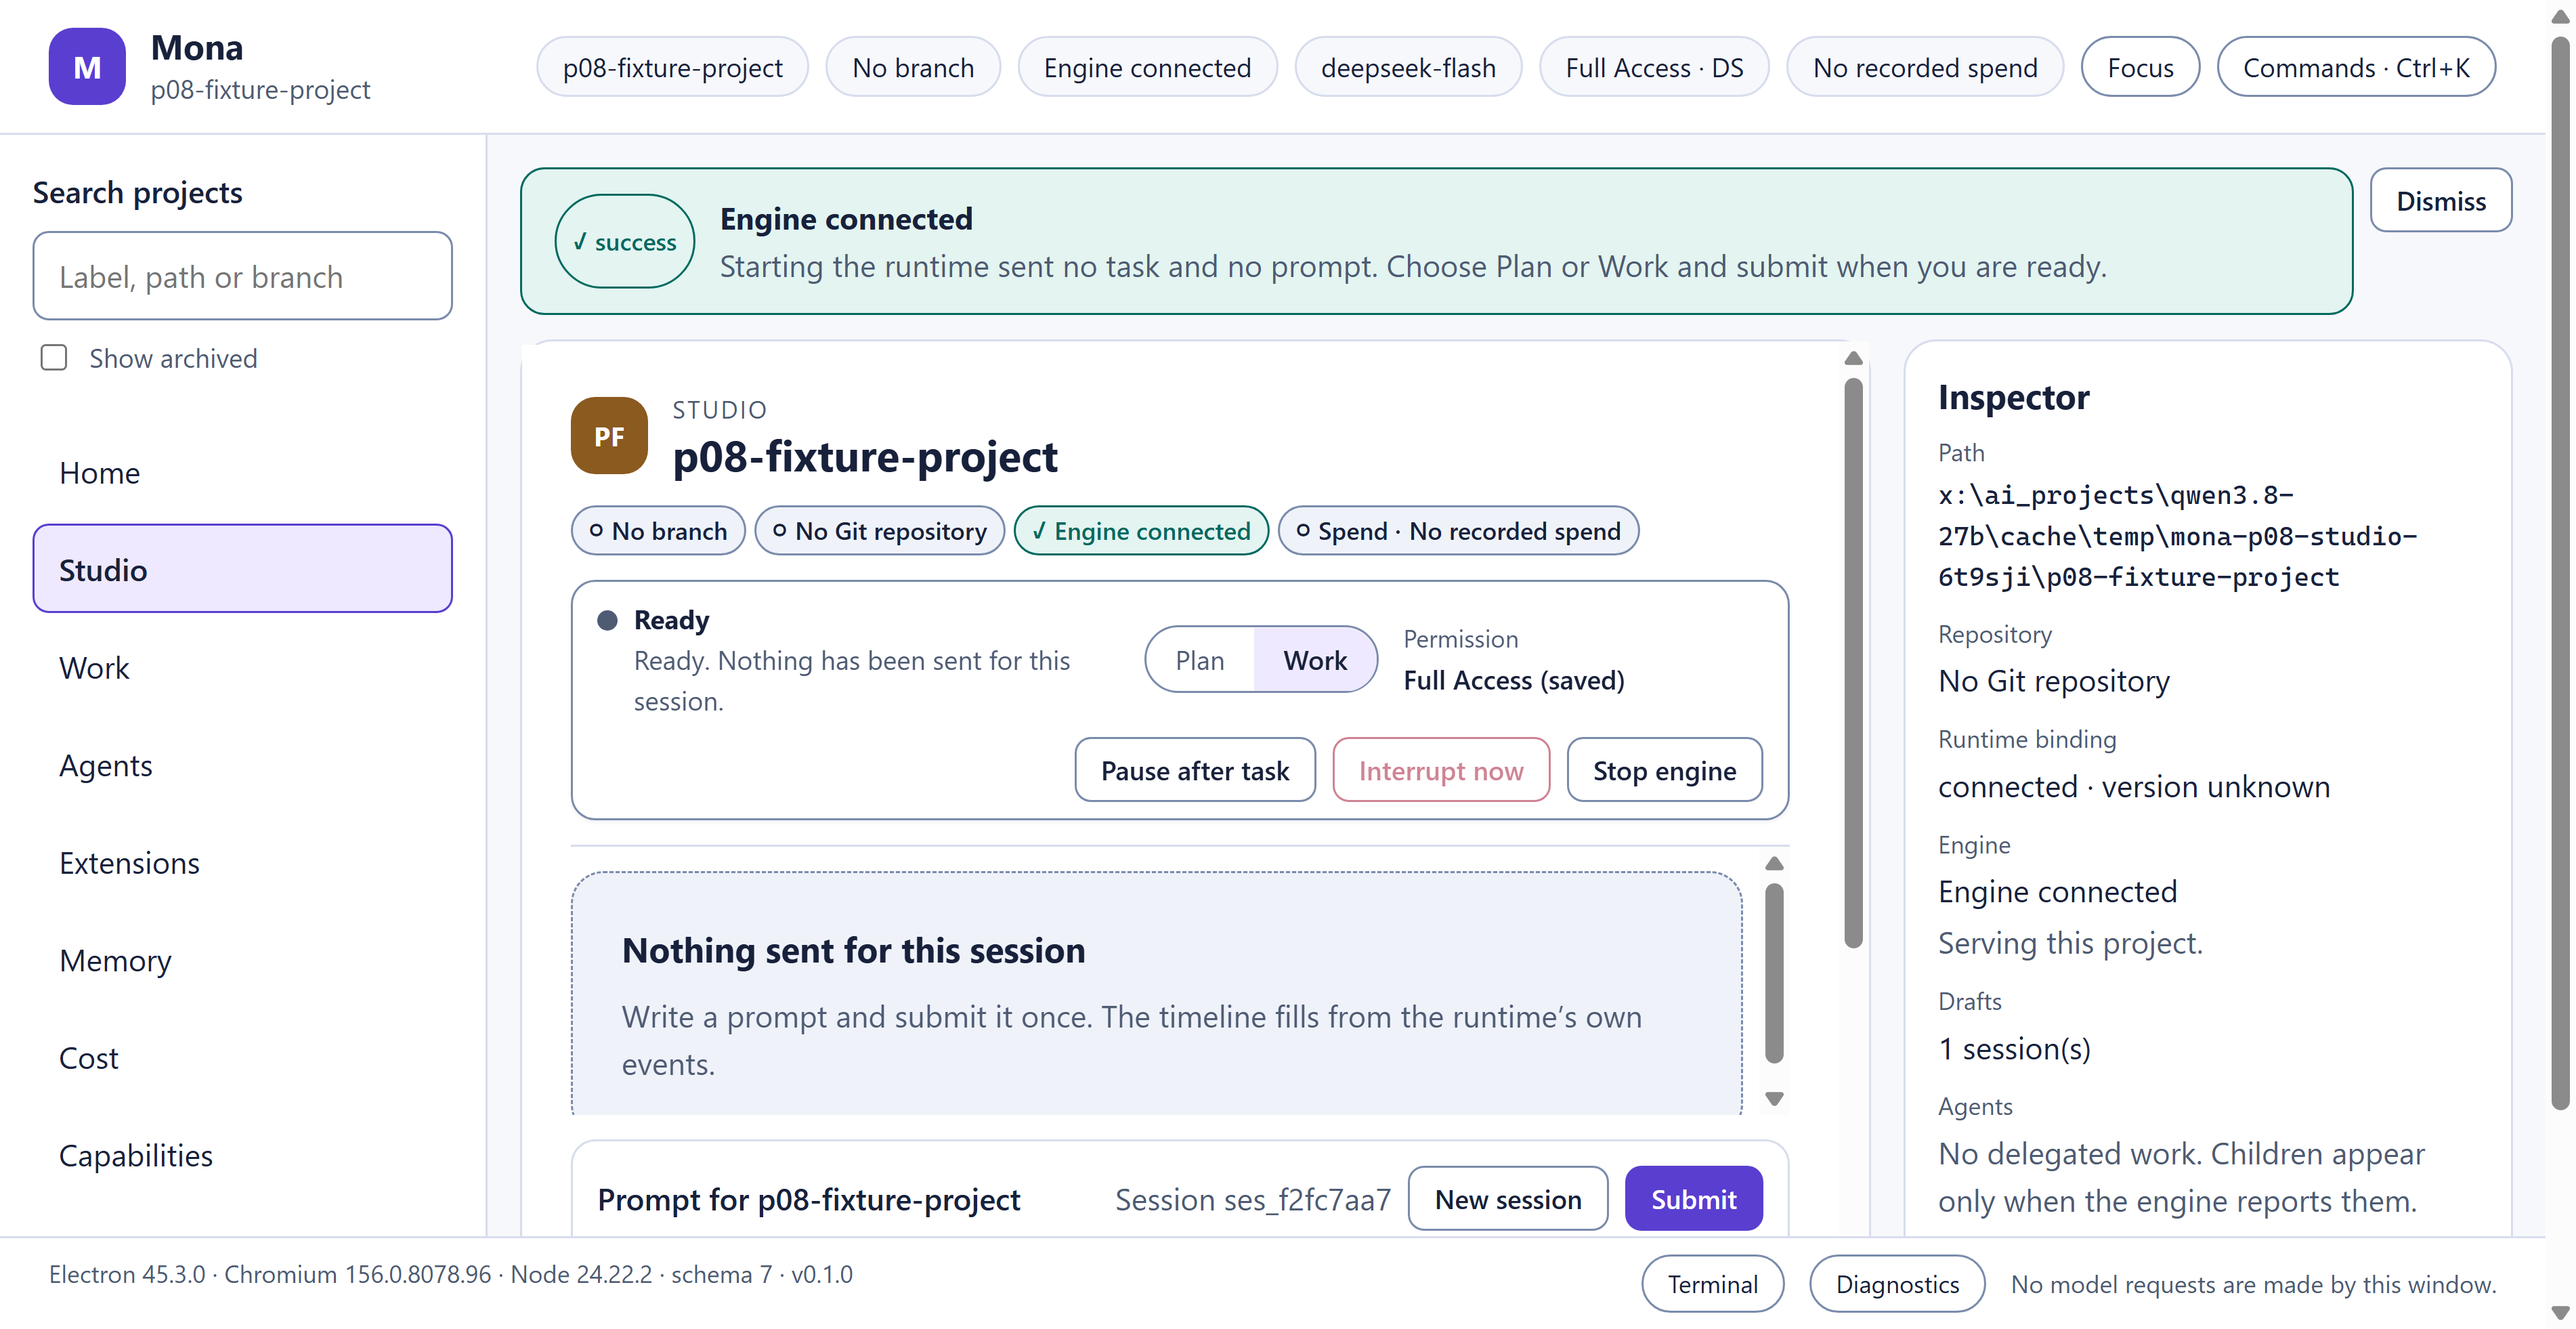 M
Mona
p08-fixture-project
p08-fixture-project
No branch
Engine connected
deepseek-flash
Full Access · DS
No recorded spend
Focus
Commands · Ctrl+K
Search projects
Label, path or branch
Show archived
Home
Studio
Work
Agents
Extensions
Memory
Cost
Capabilities
✓ success
Engine connected
Starting the runtime sent no task and no prompt. Choose Plan or Work and submit when you are ready.
Dismiss
PF
STUDIO
p08-fixture-project
No branch
No Git repository
✓ Engine connected
Spend · No recorded spend
Ready
Ready. Nothing has been sent for this
session.
Plan
Work
Permission
Full Access (saved)
Pause after task
Interrupt now
Stop engine
Nothing sent for this session
Write a prompt and submit it once. The timeline fills from the runtime’s own
events.
Prompt for p08-fixture-project
Session ses_f2fc7aa7
New session
Submit
Inspector
Path
x:\ai_projects\qwen3.8-
27b\cache\temp\mona-p08-studio-
6t9sji\p08-fixture-project
Repository
No Git repository
Runtime binding
connected · version unknown
Engine
Engine connected
Serving this project.
Drafts
1 session(s)
Agents
No delegated work. Children appear
only when the engine reports them.
Electron 45.3.0 · Chromium 156.0.8078.96 · Node 24.22.2 · schema 7 · v0.1.0
Terminal
Diagnostics
No model requests are made by this window.